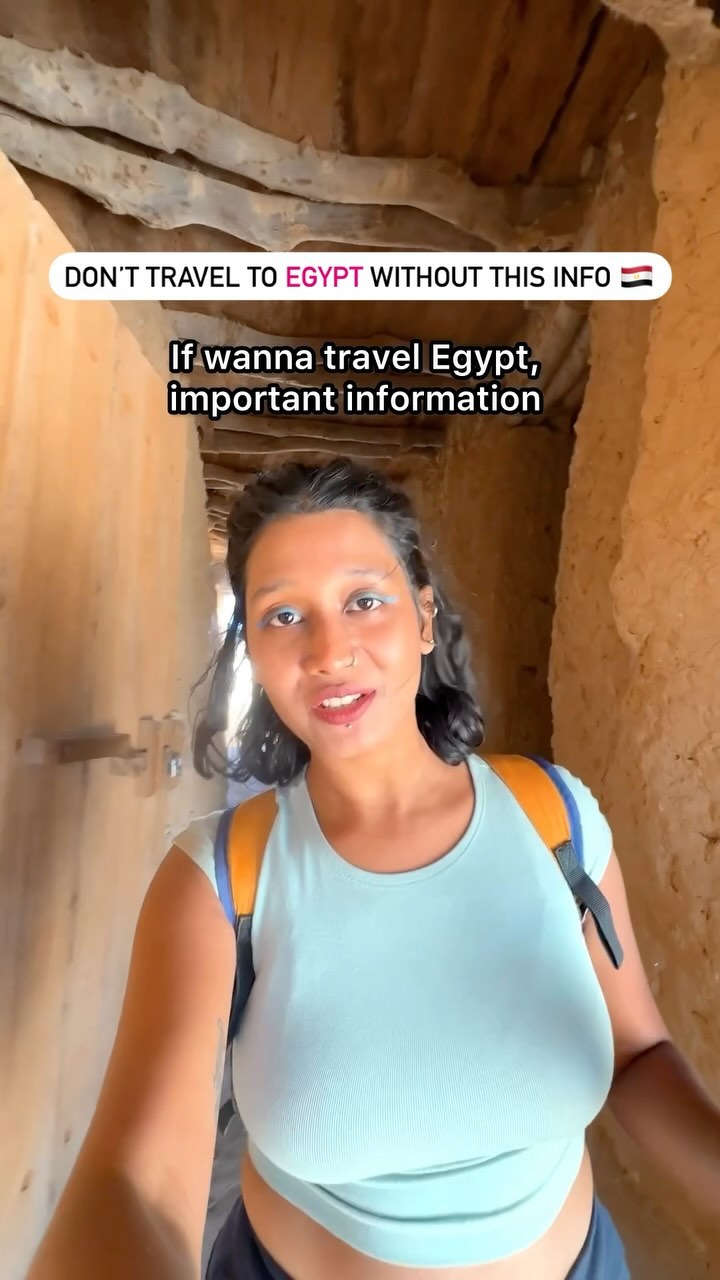 DON'T TRAVEL TO EGYPT WITHOUT THIS INFO 🇪🇬
If wanna travel Egypt,
important information